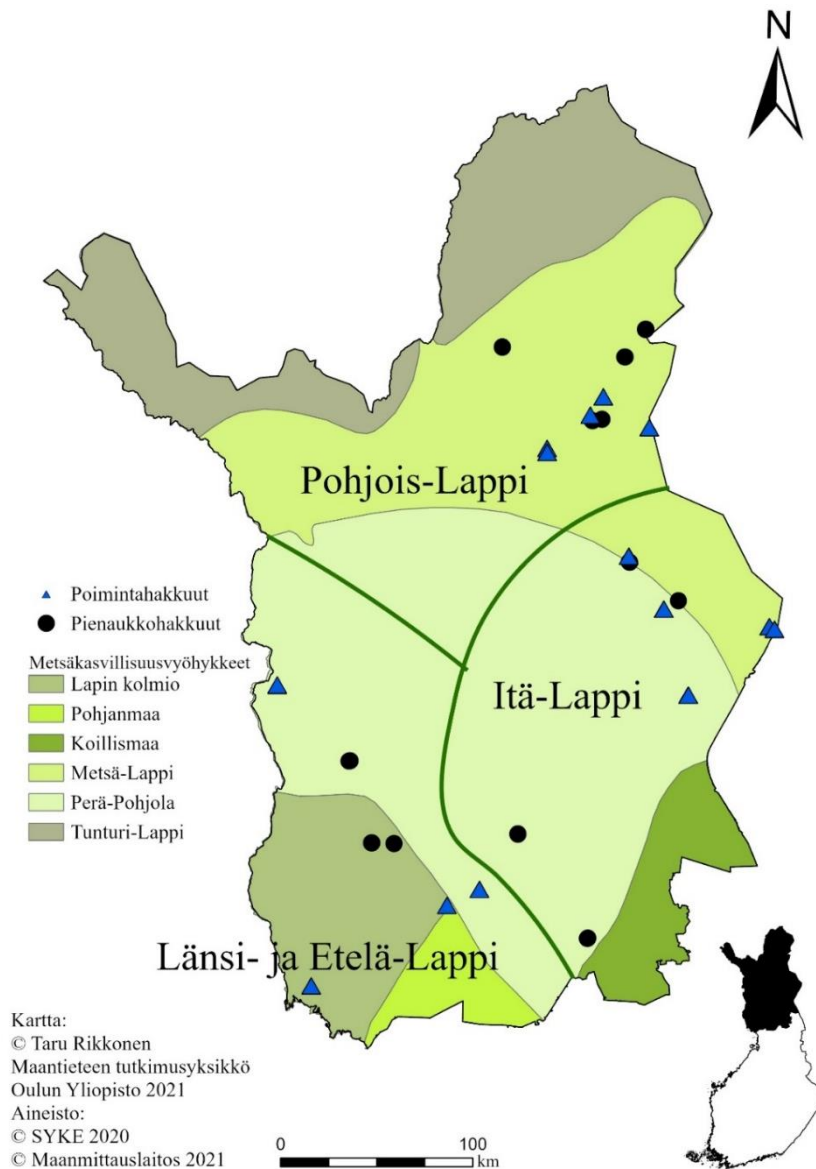 N
Pohjois-Lappi
Poimintahakkuut
Pienaukkohakkuut
Metsäkasvillisuusvyöhykkeet
Lapin kolmio
Pohjanmaa
Koillismaa
Metsä-Lappi
Perä-Pohjola
Tunturi-Lappi
Itä-Lappi
Länsi- ja Etelä-Lappi
Kartta:
© Taru Rikkonen
Maantieteen tutkimusyksikkö
Oulun Yliopisto 2021
Aineisto:
© SYKE 2020
© Maanmittauslaitos 2021
0 100
km